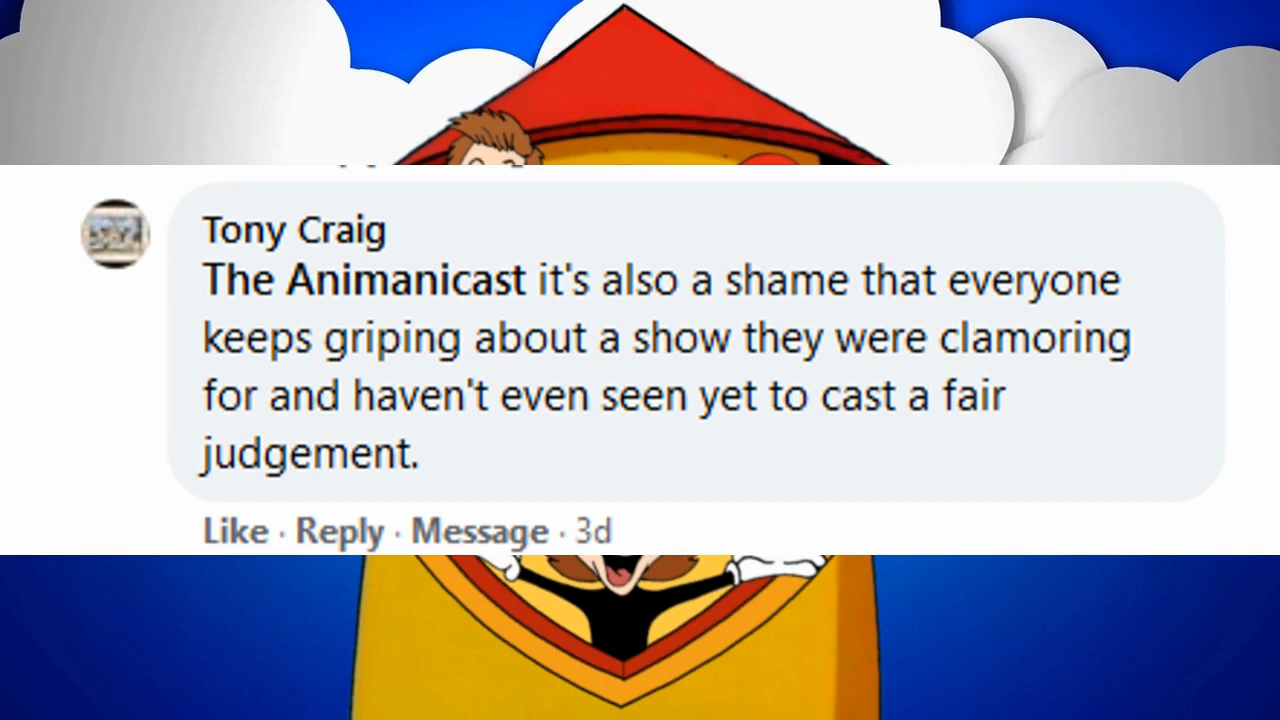 Tony Craig
The Animanicast it's also a shame that everyone
keeps griping about a show they were clamoring
for and haven't even seen yet to cast a fair
judgement.
Like · Reply · Message · 3d